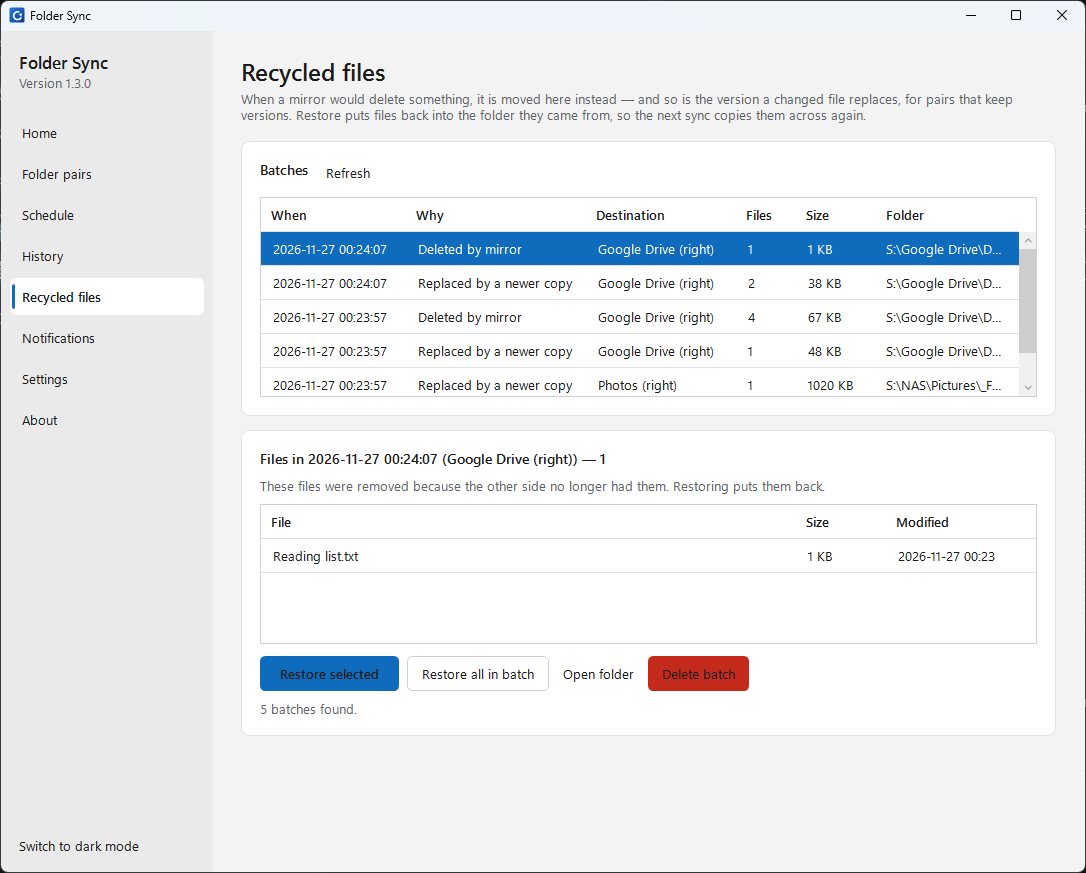 Folder Sync
Folder Sync
Version 1.3.0
Home
Folder pairs
Schedule
History
Recycled files
Notifications
Settings
About
Switch to dark mode
Recycled files
When a mirror would delete something, it is moved here instead — and so is the version a changed file replaces, for pairs that keep
versions. Restore puts files back into the folder they came from, so the next sync copies them across again.
Batches Refresh
When Why Destination Files Size Folder
2026-11-27 00:24:07 Deleted by mirror Google Drive (right) 1 1 KB S:\Google Drive\D...
2026-11-27 00:24:07 Replaced by a newer copy Google Drive (right) 2 38 KB S:\Google Drive\D...
2026-11-27 00:23:57 Deleted by mirror Google Drive (right) 4 67 KB S:\Google Drive\D...
2026-11-27 00:23:57 Replaced by a newer copy Google Drive (right) 1 48 KB S:\Google Drive\D...
2026-11-27 00:23:57 Replaced by a newer copy Photos (right) 1 1020 KB S:\NAS\Pictures\_F...
Files in 2026-11-27 00:24:07 (Google Drive (right)) — 1
These files were removed because the other side no longer had them. Restoring puts them back.
File Size Modified
Reading list.txt 1 KB 2026-11-27 00:23
Restore selected Restore all in batch Open folder Delete batch
5 batches found.